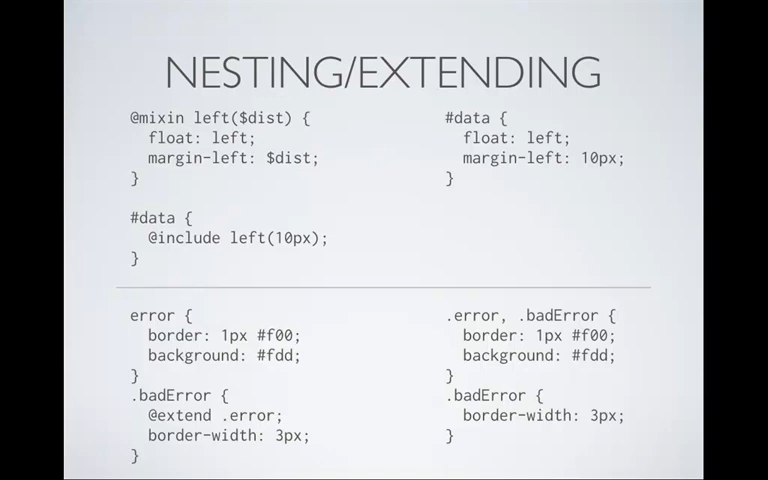 NESTING/EXTENDING
@mixin left($dist) {
  float: left;
  margin-left: $dist;
}
#data {
  @include left(10px);
}
#data {
  float: left;
  margin-left: 10px;
}
error {
  border: 1px #f00;
  background: #fdd;
}
.badError {
  @extend .error;
  border-width: 3px;
}
.error, .badError {
  border: 1px #f00;
  background: #fdd;
}
.badError {
  border-width: 3px;
}